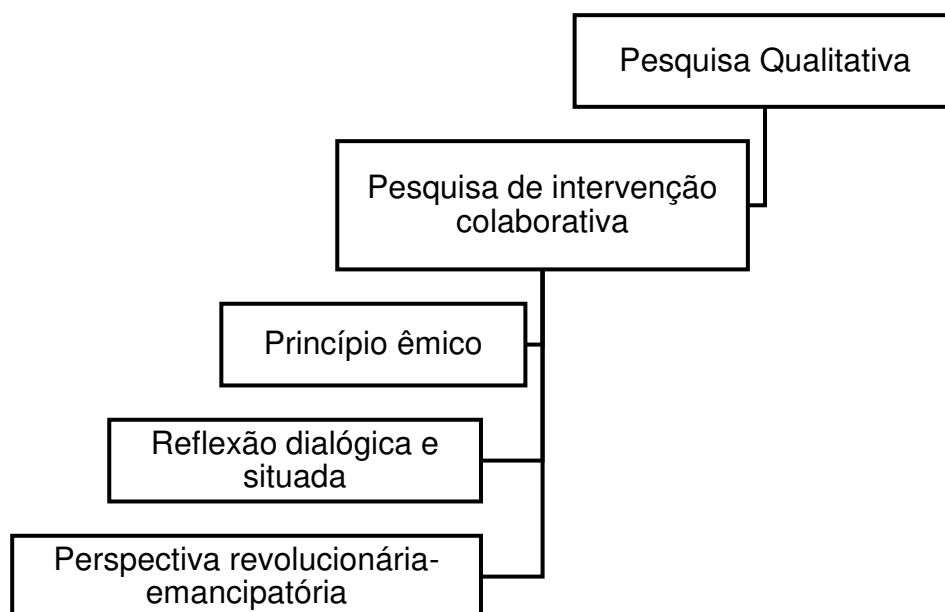 Pesquisa Qualitativa
Pesquisa de intervenção
colaborativa
Princípio êmico
Reflexão dialógica e
situada
Perspectiva revolucionária-
emancipatória